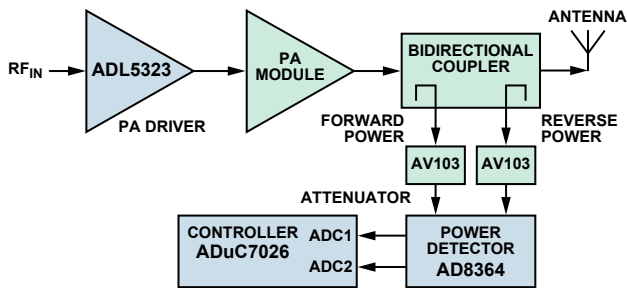 ANTENNA
RFIN
ADL5323
PA DRIVER
PA
MODULE
BIDIRECTIONAL
COUPLER
FORWARD
POWER
REVERSE
POWER
AV103
AV103
ATTENUATOR
CONTROLLER
ADuC7026
ADC1
ADC2
POWER
DETECTOR
AD8364